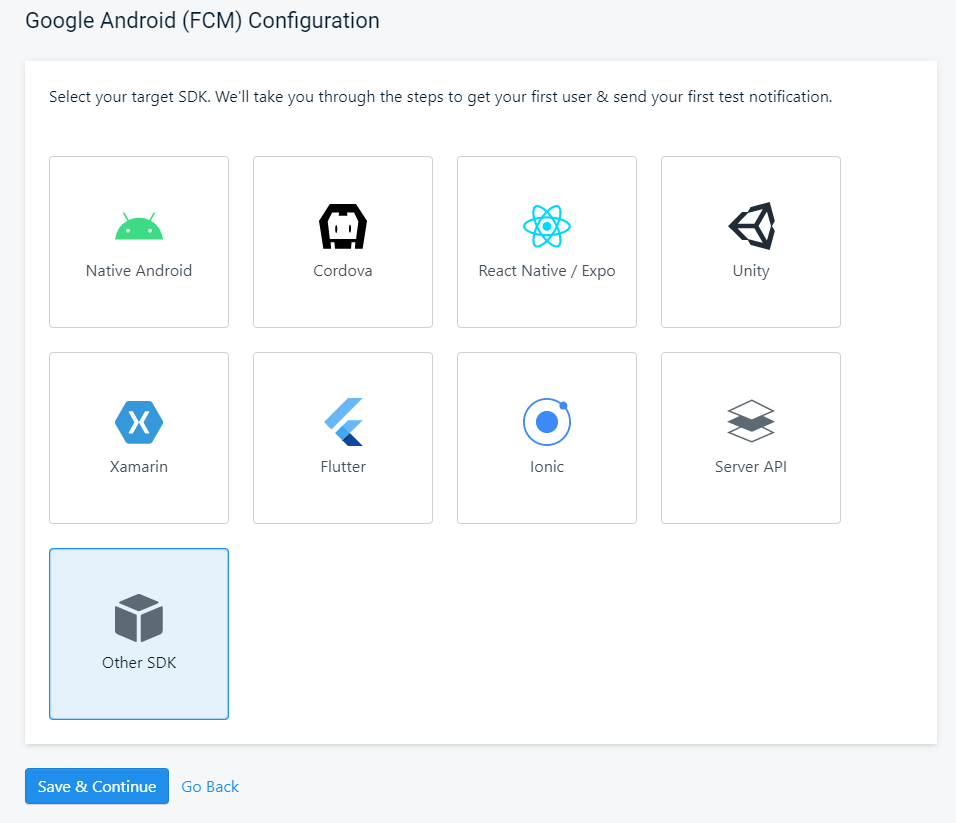 Google Android (FCM) Configuration
Select your target SDK. We'll take you through the steps to get your first user & send your first test notification.
Native Android
Cordova
React Native / Expo
Unity
Xamarin
Flutter
Ionic
Server API
Other SDK
Save & Continue
Go Back